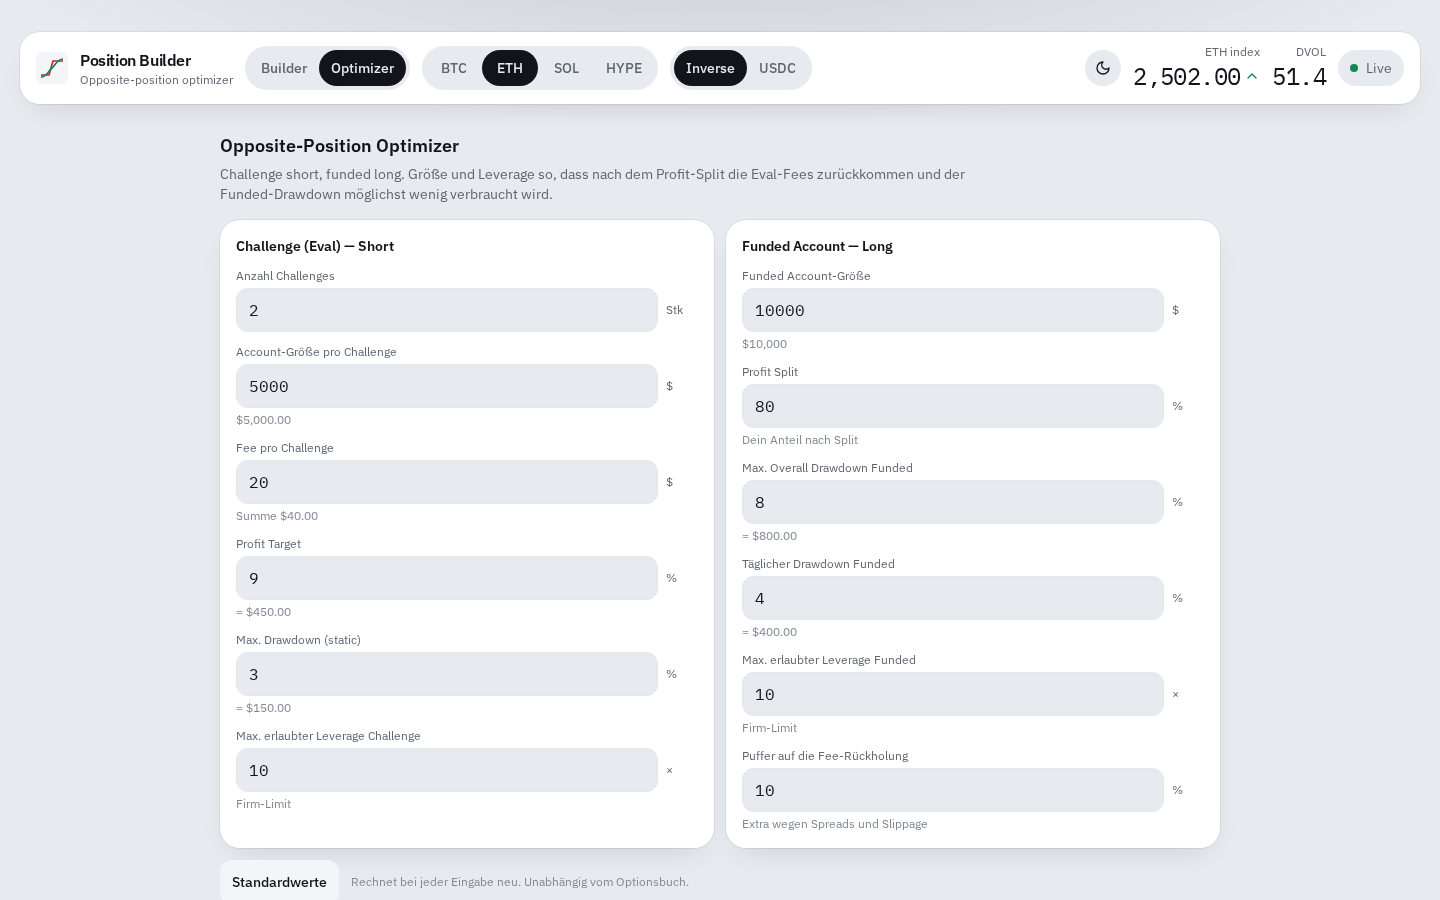 Position Builder
Opposite-position optimizer
Builder
Optimizer
BTC
ETH
SOL
HYPE
Inverse
USDC
ETH index
2,502.00
DVOL
51.4
Live
Opposite-Position Optimizer
Challenge short, funded long. Größe und Leverage so, dass nach dem Profit-Split die Eval-Fees zurückkommen und der
Funded-Drawdown möglichst wenig verbraucht wird.
Challenge (Eval) — Short
Anzahl Challenges
2
Stk
Account-Größe pro Challenge
5000
$
$5,000.00
Fee pro Challenge
20
$
Summe $40.00
Profit Target
9
%
= $450.00
Max. Drawdown (static)
3
%
= $150.00
Max. erlaubter Leverage Challenge
10
×
Firm-Limit
Funded Account — Long
Funded Account-Größe
10000
$
$10,000
Profit Split
80
%
Dein Anteil nach Split
Max. Overall Drawdown Funded
8
%
= $800.00
Täglicher Drawdown Funded
4
%
= $400.00
Max. erlaubter Leverage Funded
10
×
Firm-Limit
Puffer auf die Fee-Rückholung
10
%
Extra wegen Spreads und Slippage
Standardwerte
Rechnet bei jeder Eingabe neu. Unabhängig vom Optionsbuch.